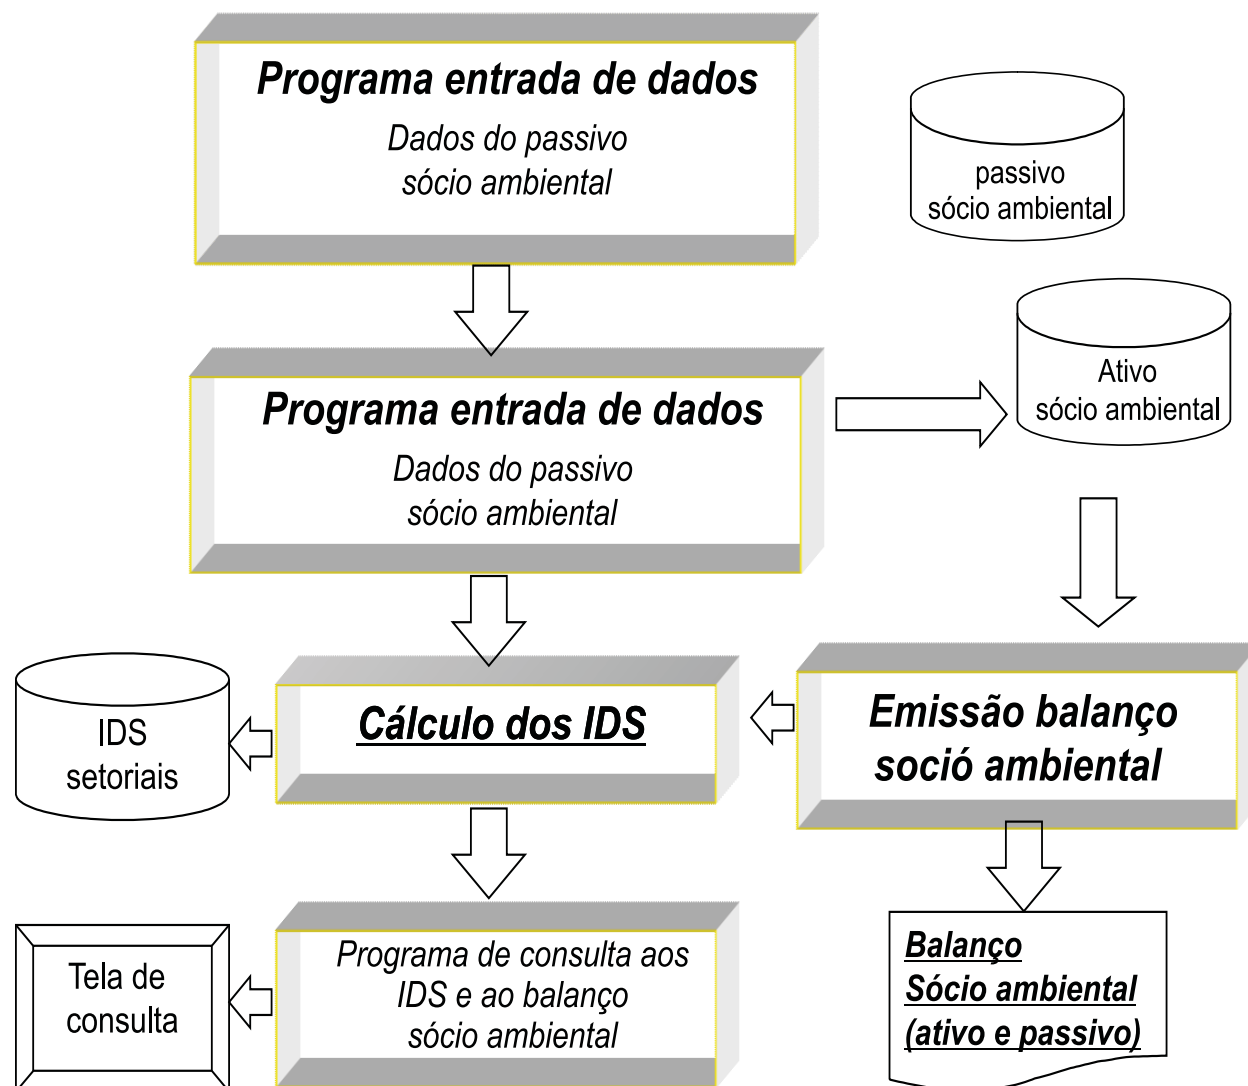 Programa entrada de dados
Dados do passivo
sócio ambiental
passivo
sócio ambiental
Programa entrada de dados
Dados do passivo
sócio ambiental
Ativo
sócio ambiental
IDS
setoriais
Cálculo dos IDS
Emissão balanço
soció ambiental
Tela de
consulta
Programa de consulta aos
IDS e ao balanço
sócio ambiental
Balanço
Sócio ambiental
(ativo e passivo)